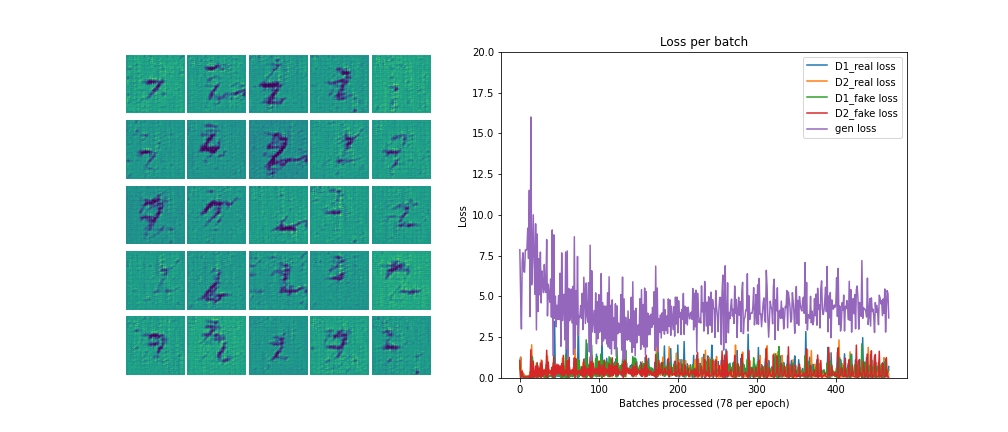 Loss per batch
20.0
17.5
15.0
12.5
10.0
7.5
5.0
2.5
0.0
Loss
D1_real loss
D2_real loss
D1_fake loss
D2_fake loss
gen loss
0 100 200 300 400
Batches processed (78 per epoch)